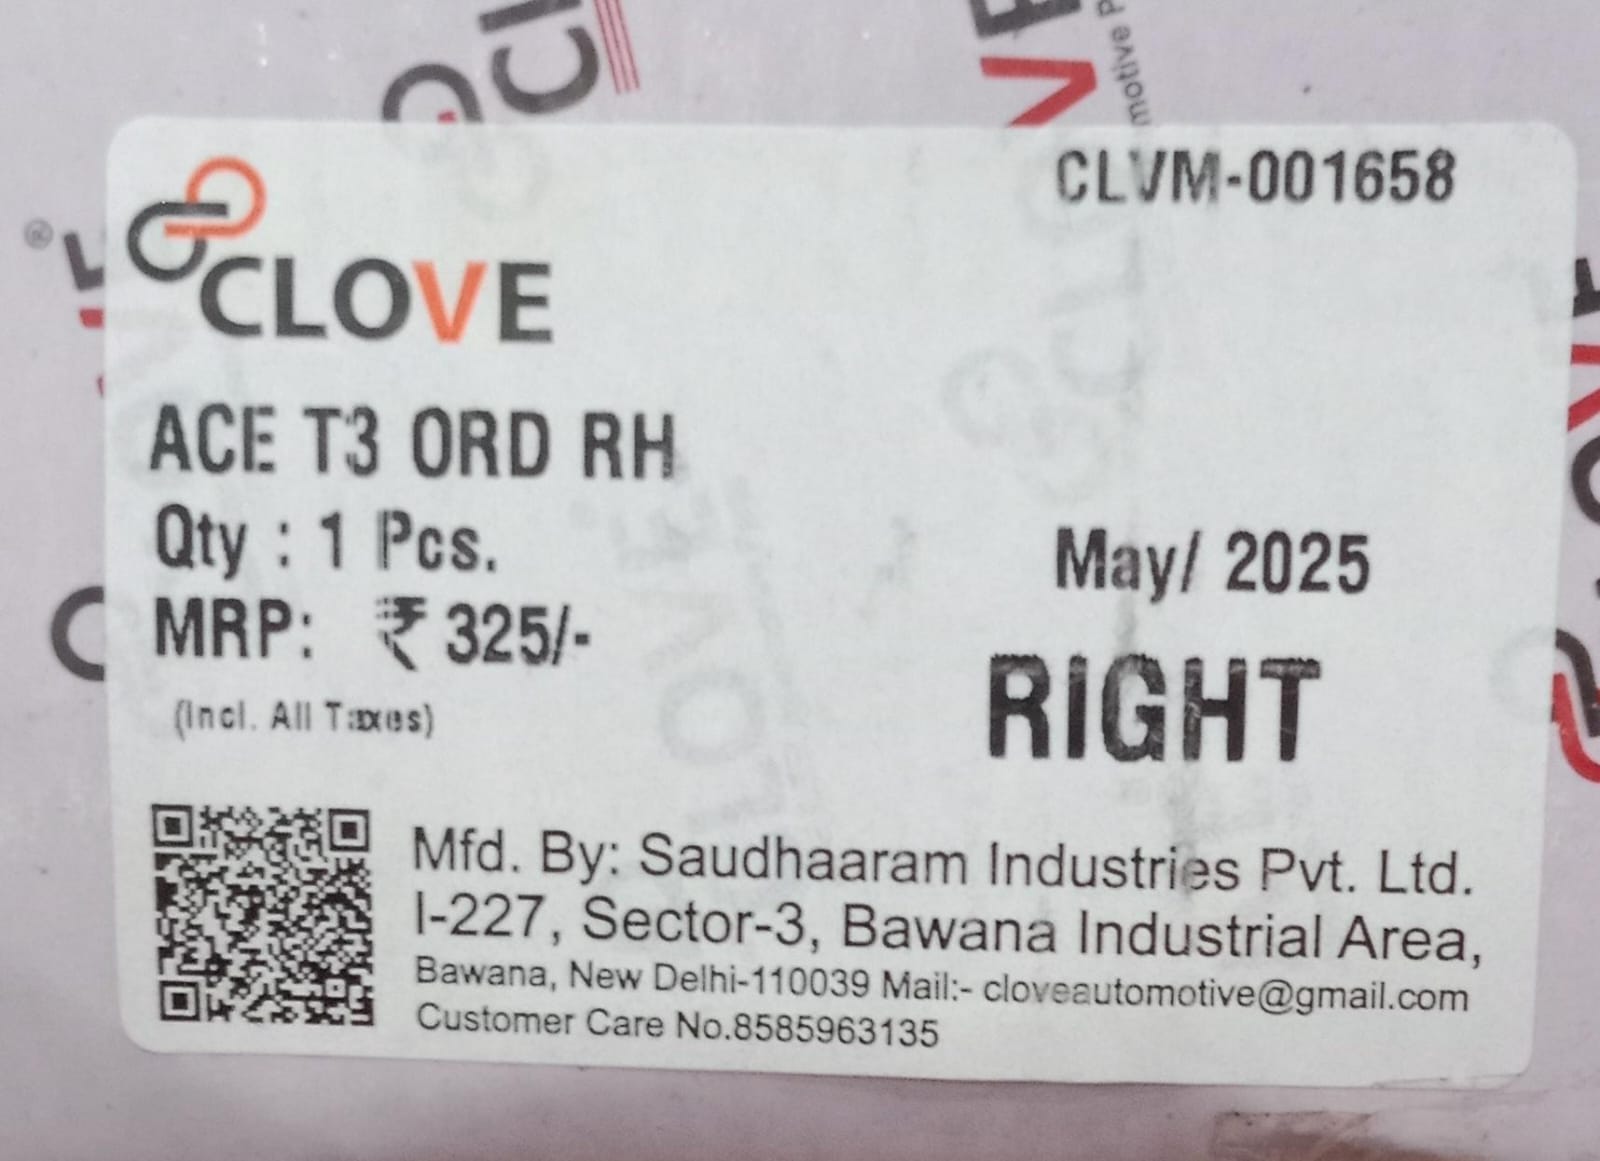 CLVM-001658
CLOVE
ACE T3 ORD RH
Qty : 1 Pcs.
May/ 2025
MRP: ₹ 325/-
RIGHT
(Incl. All Taxes)
Mfd. By: Saudhaaram Industries Pvt. Ltd.
I-227, Sector-3, Bawana Industrial Area,
Bawana, New Delhi-110039 Mail:- cloveautomotive@gmail.com
Customer Care No.8585963135